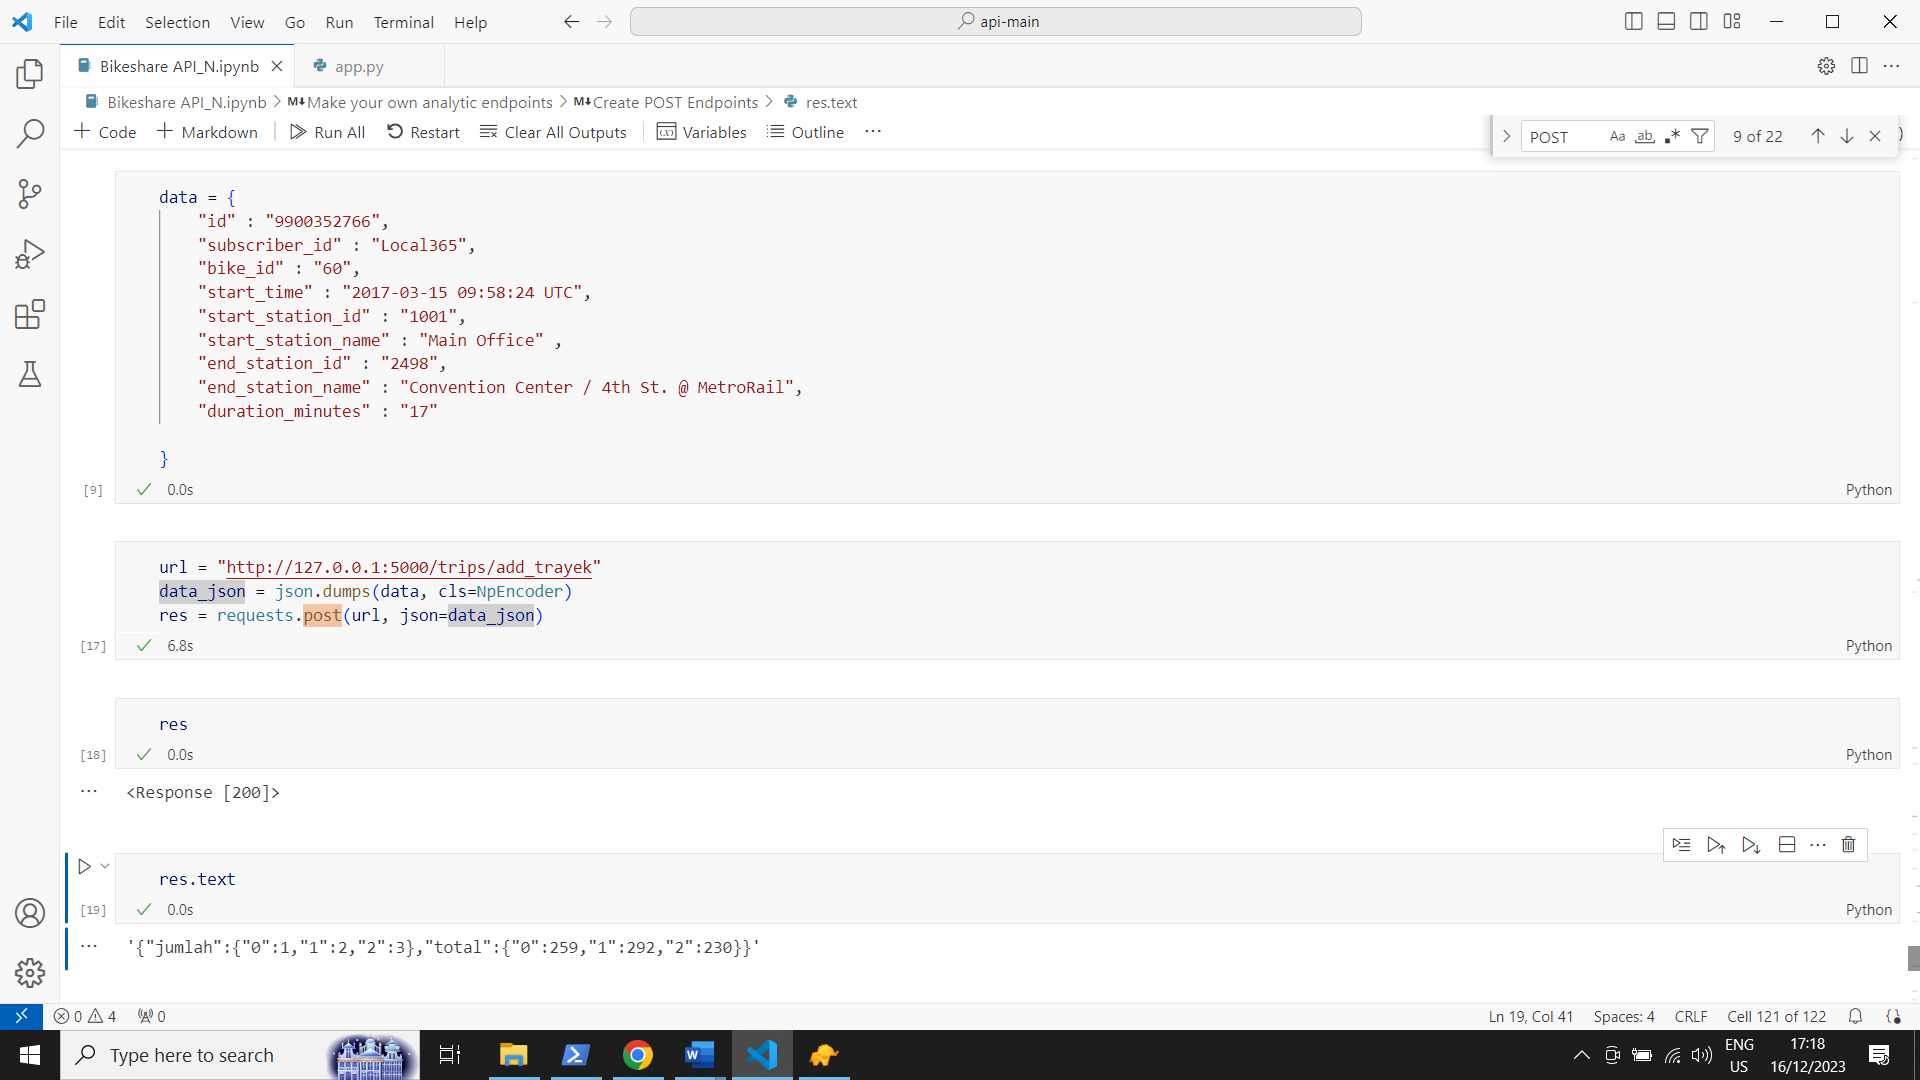 File Edit Selection View Go Run Terminal Help
api-main
Bikeshare API_N.ipynb
app.py
Bikeshare API_N.ipynb > M↓Make your own analytic endpoints > M↓Create POST Endpoints > res.text
+ Code + Markdown Run All Restart Clear All Outputs Variables Outline ...
POST Aa ab 9 of 22
data = {
"id" : "9900352766",
"subscriber_id" : "Local365",
"bike_id" : "60",
"start_time" : "2017-03-15 09:58:24 UTC",
"start_station_id" : "1001",
"start_station_name" : "Main Office" ,
"end_station_id" : "2498",
"end_station_name" : "Convention Center / 4th St. @ MetroRail",
"duration_minutes" : "17"
}
[9] 0.0s Python
url = "http://127.0.0.1:5000/trips/add_trayek"
data_json = json.dumps(data, cls=NpEncoder)
res = requests.post(url, json=data_json)
[17] 6.8s Python
res
[18] 0.0s Python
... <Response [200]>
res.text
[19] 0.0s Python
... '{"jumlah":{"0":1,"1":2,"2":3},"total":{"0":259,"1":292,"2":230}}'
0 4 0 Ln 19, Col 41 Spaces: 4 CRLF Cell 121 of 122
Type here to search
ENG
US
17:18
16/12/2023